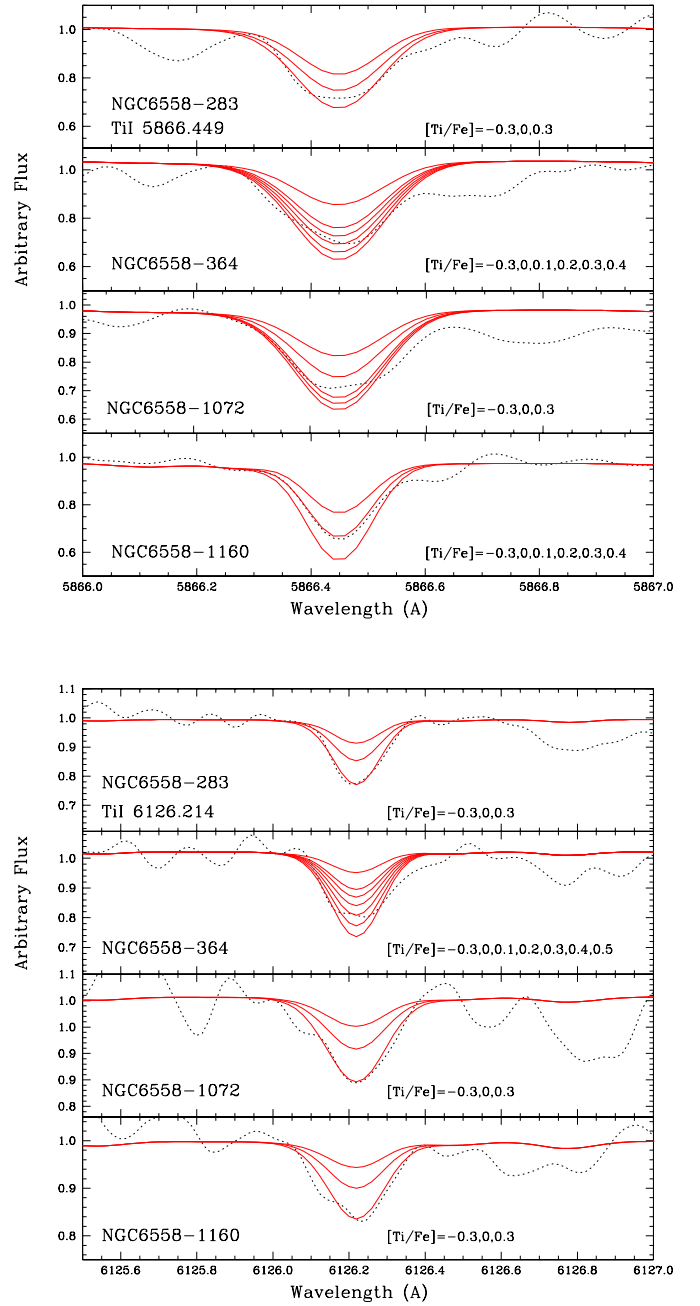 Arbitrary Flux
1.0
0.8
0.6
NGC6558-283
TiI 5866.449
[Ti/Fe]=-0.3,0,0.3
1.0
0.8
0.6
NGC6558-364
[Ti/Fe]=-0.3,0,0.1,0.2,0.3,0.4
1.0
0.9
0.8
0.7
0.6
NGC6558-1072
[Ti/Fe]=-0.3,0,0.3
1.0
0.8
0.6
NGC6558-1160
[Ti/Fe]=-0.3,0,0.1,0.2,0.3,0.4
5866.0 5866.2 5866.4 5866.6 5866.8 5867.0
Wavelength (A)
Arbitrary Flux
1.1
1.0
0.9
0.8
0.7
NGC6558-283
TiI 6126.214
[Ti/Fe]=-0.3,0,0.3
1.0
0.9
0.8
0.7
NGC6558-364
[Ti/Fe]=-0.3,0,0.1,0.2,0.3,0.4,0.5
1.1
1.0
1.0
0.9
0.9
0.8
NGC6558-1072
[Ti/Fe]=-0.3,0,0.3
1.0
0.9
0.8
NGC6558-1160
[Ti/Fe]=-0.3,0,0.3
6125.6 6125.8 6126.0 6126.2 6126.4 6126.6 6126.8 6127.0
Wavelength (A)